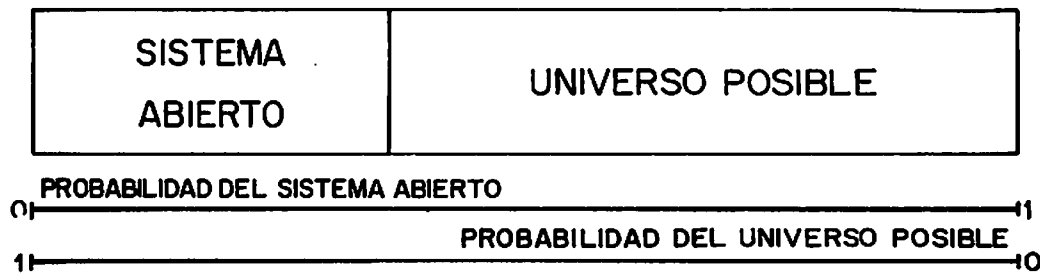 SISTEMA
ABIERTO
UNIVERSO POSIBLE
PROBABILIDAD DEL SISTEMA ABIERTO
0 1
PROBABILIDAD DEL UNIVERSO POSIBLE
1 0